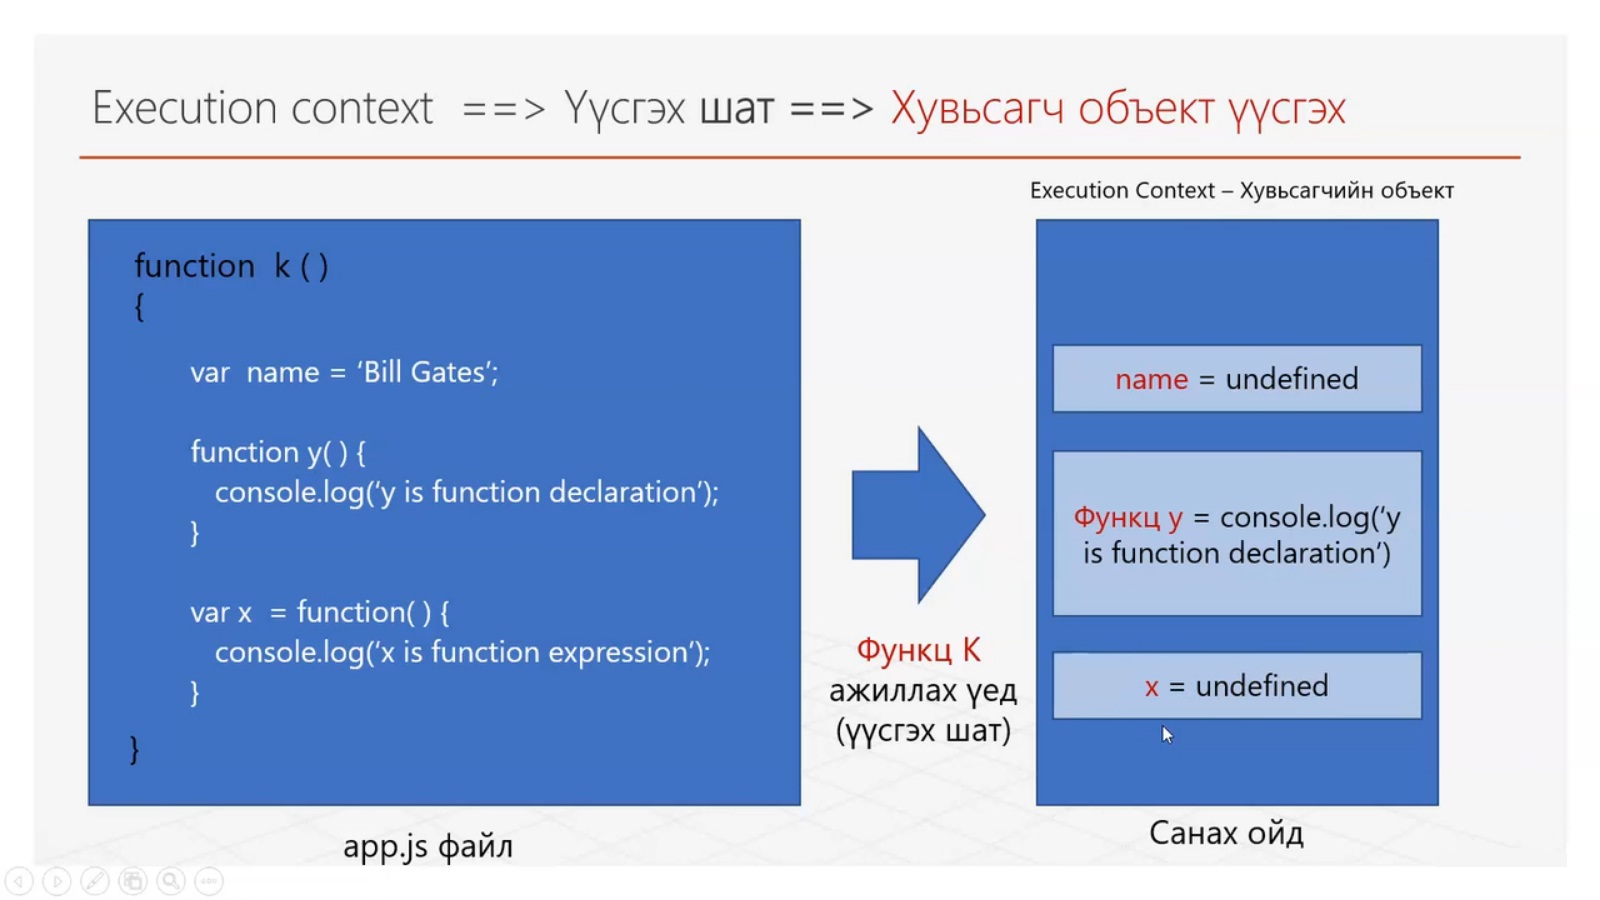 Execution context ==> Үүсгэх шат ==> Хувьсагч объект үүсгэх
Execution Context – Хувьсагчийн объект
function k ( )
{
var name = ‘Bill Gates’;
function y( ) {
console.log(‘y is function declaration’);
}
var x = function( ) {
console.log(‘x is function expression’);
}
}
app.js файл
Функц К
ажиллах үед
(үүсгэх шат)
name = undefined
Функц y = console.log(‘y
is function declaration’)
x = undefined
Санах ойд